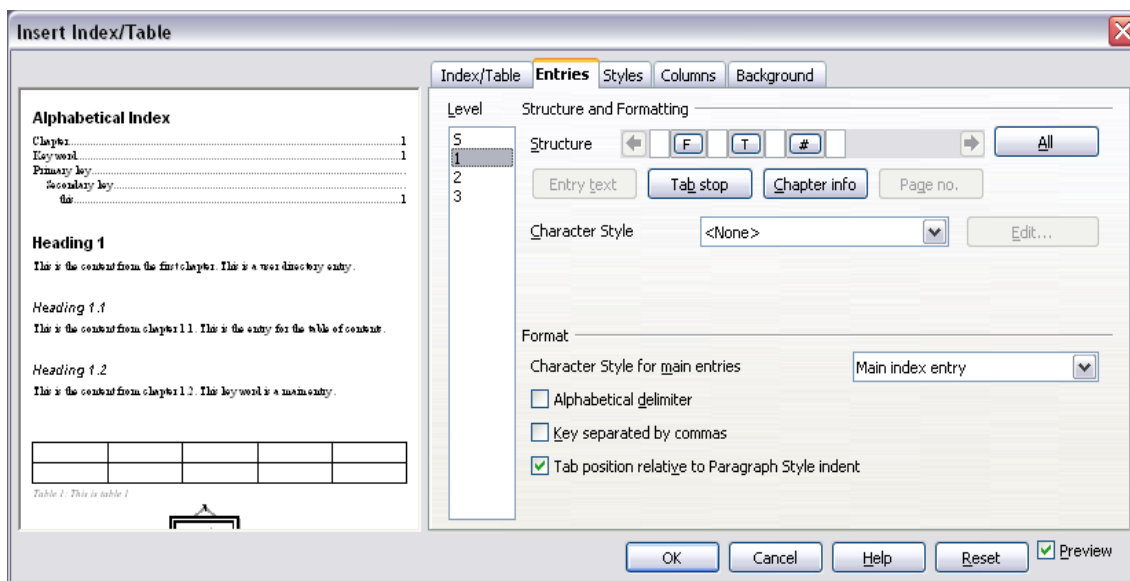 Insert Index/Table
Index/Table Entries Styles Columns Background
Alphabetical Index
Chapter 1
Keyword 1
Primary key
Secondary key
this 1
Heading 1
This is the content from the first chapter. This is a user directory entry.
Heading 1.1
This is the content from chapter 1.1. This is the entry for the table of content.
Heading 1.2
This is the content from chapter 1.2. This keyword is a main entry.
Table 1: This is table 1
Level
S
1
2
3
Structure and Formatting
Structure F T # All
Entry text Tab stop Chapter info Page no.
Character Style <None> Edit...
Format
Character Style for main entries Main index entry
Alphabetical delimiter
Key separated by commas
Tab position relative to Paragraph Style indent
OK Cancel Help Reset Preview